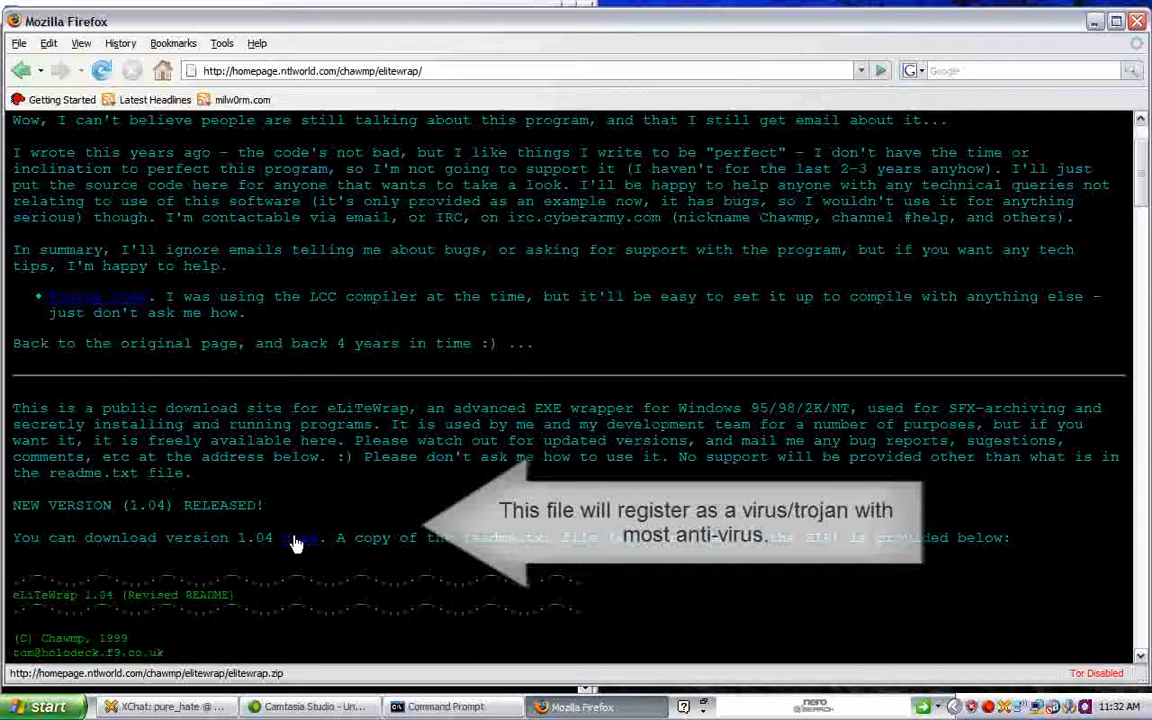 Mozilla Firefox
File Edit View History Bookmarks Tools Help
http://homepage.ntlworld.com/chawmp/elitewrap/
G Google
Getting Started Latest Headlines milw0rm.com
Wow, I can't believe people are still talking about this program, and that I still get email about it...
I wrote this years ago - the code's not bad, but I like things I write to be "perfect" - I don't have the time or
inclination to perfect this program, so I'm not going to support it (I haven't for the last 2-3 years anyhow). I'll just
put the source code here for anyone that wants to take a look. I'll be happy to help anyone with any technical queries not
relating to use of this software (it's only provided as an example now, it has bugs, so I wouldn't use it for anything
serious) though. I'm contactable via email, or IRC, on irc.cyberarmy.com (nickname Chawmp, channel #help, and others).
In summary, I'll ignore emails telling me about bugs, or asking for support with the program, but if you want any tech
tips, I'm happy to help.
. I was using the LCC compiler at the time, but it'll be easy to set it up to compile with anything else -
just don't ask me how.
Back to the original page, and back 4 years in time :) ...
This is a public download site for eLiTeWrap, an advanced EXE wrapper for Windows 95/98/2K/NT, used for SFX-archiving and
secretly installing and running programs. It is used by me and my development team for a number of purposes, but if you
want it, it is freely available here. Please watch out for updated versions, and mail me any bug reports, sugestions,
comments, etc at the address below. :) Please don't ask me how to use it. No support will be provided other than what is in
the readme.txt file.
NEW VERSION (1.04) RELEASED!
This file will register as a virus/trojan with
most anti-virus.
You can download version 1.04 . A copy of the readme.txt file the ZIP) is provided below:
eLiTeWrap 1.04 (Revised README)
(C) Chawmp, 1999
tom@holodeck.f9.co.uk
http://homepage.ntlworld.com/chawmp/elitewrap/elitewrap.zip
Tor Disabled
start XChat: pure_hate @ ... Camtasia Studio - Un... Command Prompt Mozilla Firefox nero SEARCH 11:32 AM